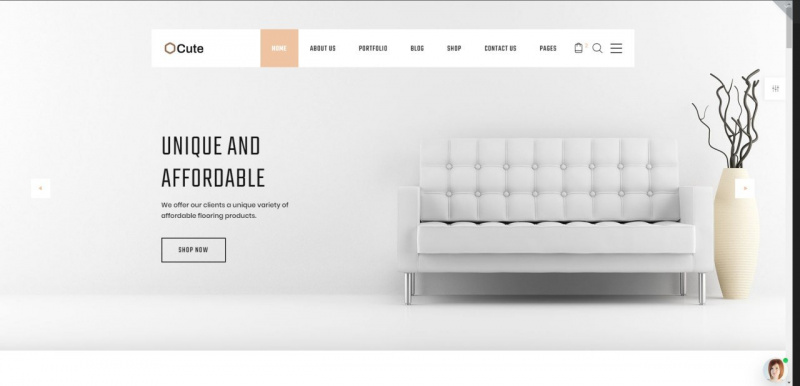 Cute
HOME
ABOUT US
PORTFOLIO
BLOG
SHOP
CONTACT US
PAGES
UNIQUE AND
AFFORDABLE
We offer our clients a unique variety of
affordable flooring products.
SHOP NOW